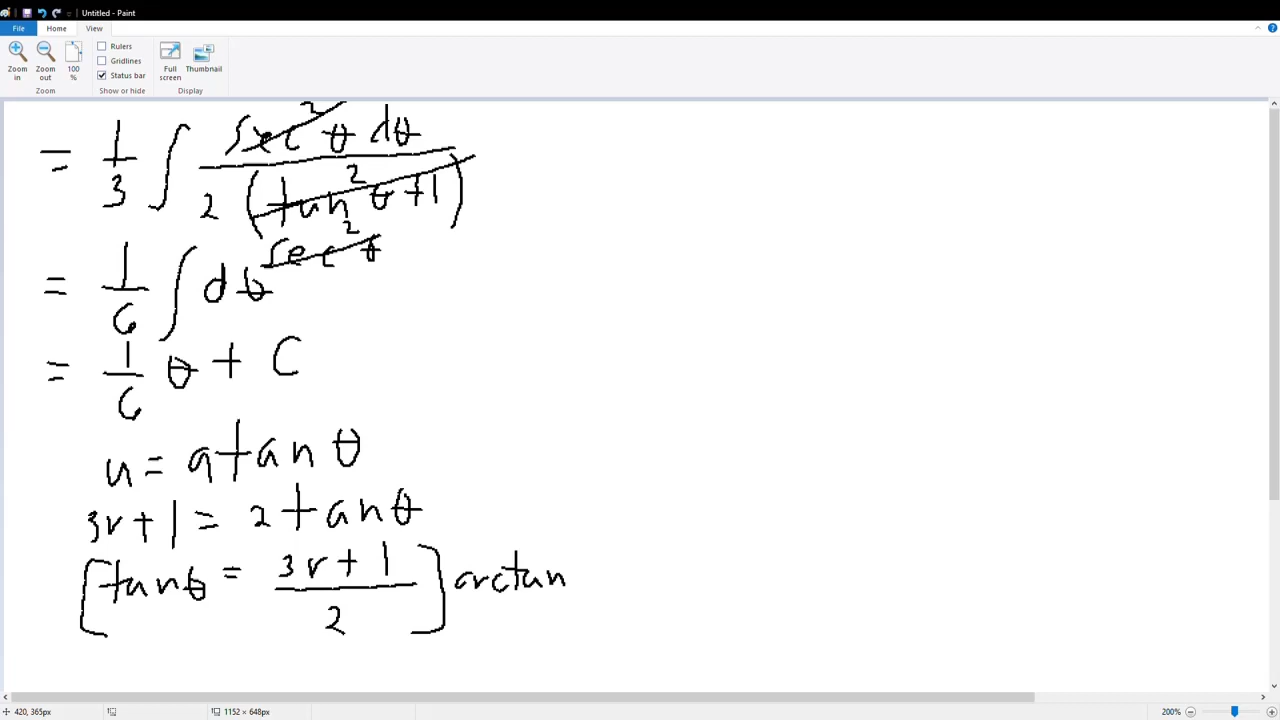 Untitled - Paint
File Home View
Zoom in
Zoom out
100 %
Rulers
Gridlines
Status bar
Full screen
Thumbnail
Zoom
Show or hide
Display
= 1/3 ∫ sec²θ dθ / 2 (tan²θ+1)
sec²θ
= 1/6 ∫ dθ
= 1/6 θ + C
u = a tan θ
3r + 1 = 2 tan θ
[tan θ = 3r + 1 / 2] arctan
420, 365px
1152 × 648px
200%